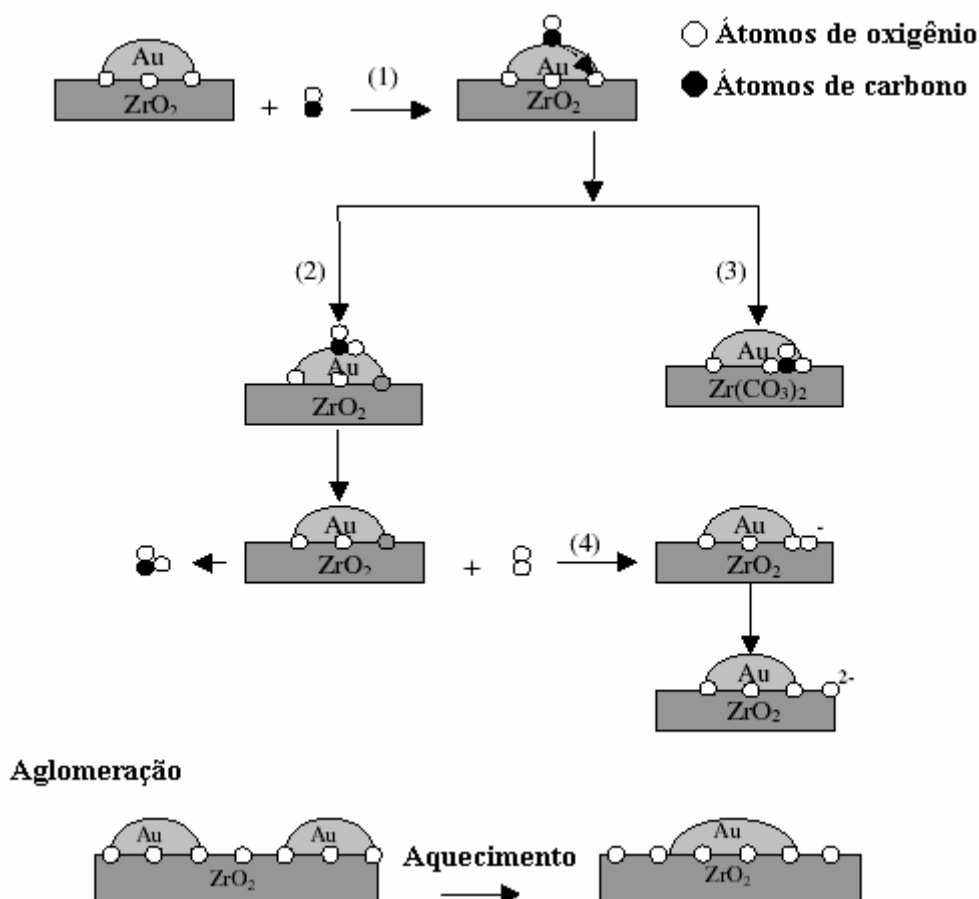 Au
ZrO₂
+
(1)
Au
ZrO₂
Átomos de oxigênio
Átomos de carbono
(2)
(3)
Au
ZrO₂
Au
Zr(CO₃)₂
Au
ZrO₂
+
(4)
Au
-
ZrO₂
Au
2-
ZrO₂
Aglomeração
Au
Au
ZrO₂
Aquecimento
Au
ZrO₂